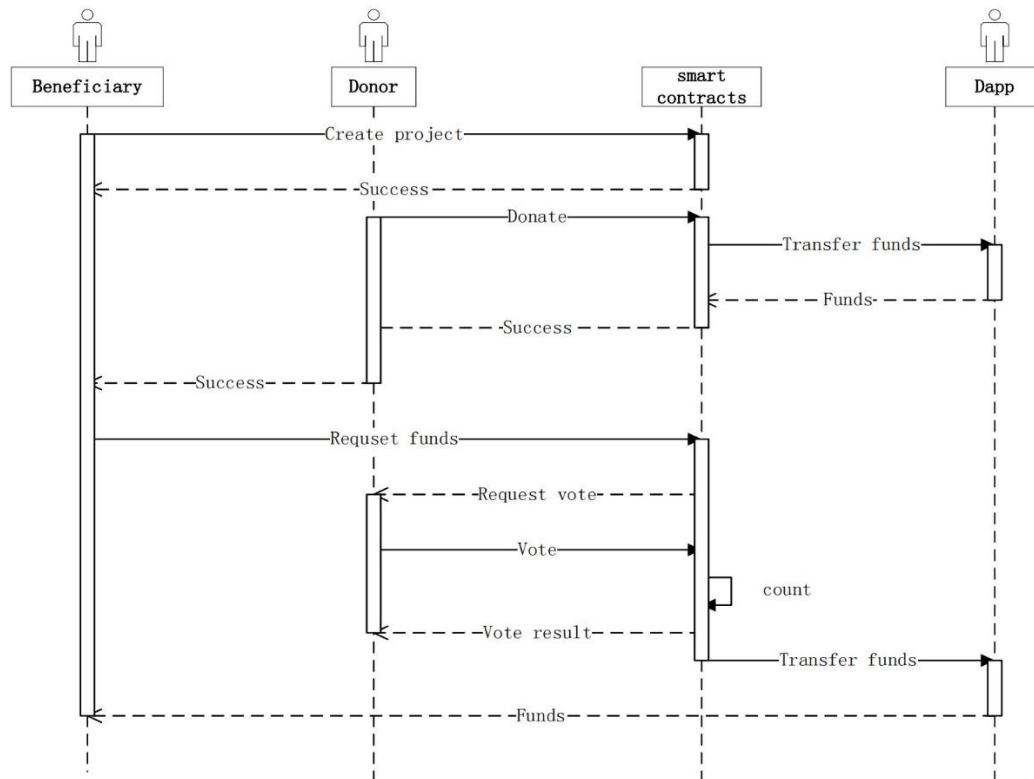 Beneficiary
Donor
smart
contracts
Dapp
Create project
Success
Donate
Transfer funds
Funds
Success
Success
Requset funds
Request vote
Vote
count
Vote result
Transfer funds
Funds